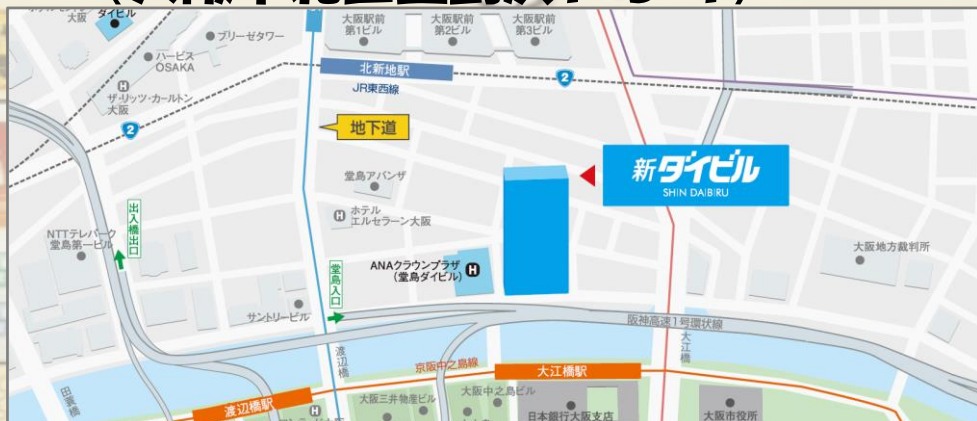 大阪
ダイビル
ブリーゼタワー
ハービス
OSAKA
ザ・リッツ・カールトン
大阪
2
大阪駅前
第1ビル
大阪駅前
第2ビル
大阪駅前
第3ビル
北新地駅
JR東西線
2
地下道
堂島アバンザ
H ホテル
エルセラーン大阪
新ダイビル
SHIN DAIBIRU
出入橋出口
NTTテレパーク
堂島第一ビル
ANAクラウンプラザ
(堂島ダイビル)
H
堂島入口
大阪地方裁判所
サントリービル
阪神高速1号環状線
渡辺橋
大江橋
田蓑橋
京阪中之島線
大江橋駅
渡辺橋駅
大阪三井物産ビル
大阪中之島ビル
日本銀行大阪支店
大阪市役所
H